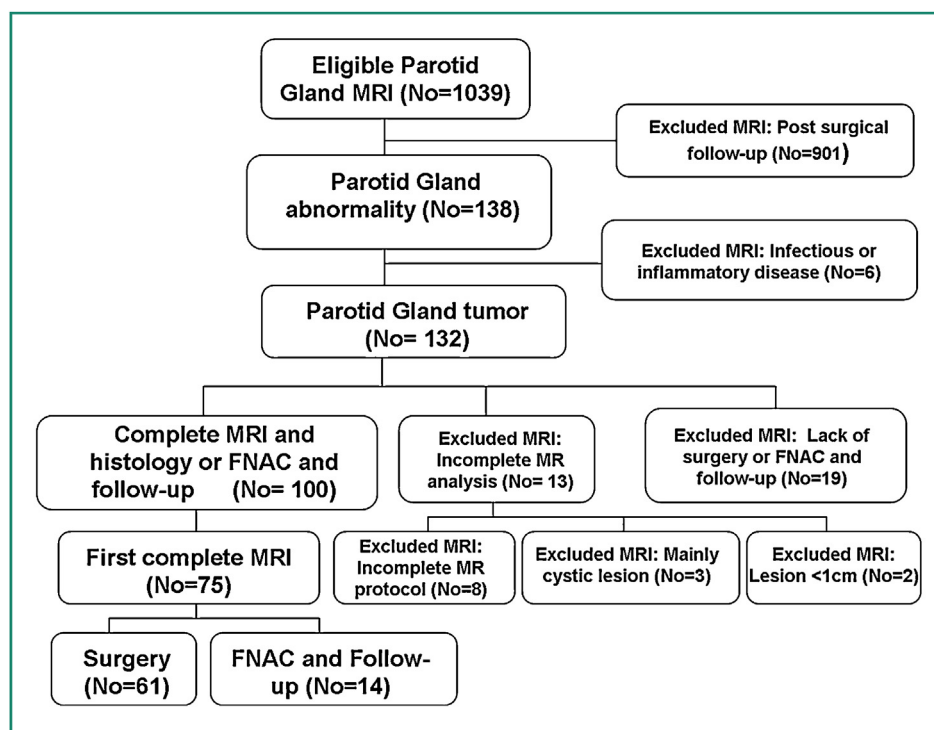 Eligible Parotid
Gland MRI (No=1039)
Excluded MRI: Post surgical
follow-up (No=901)
Parotid Gland
abnormality (No=138)
Excluded MRI: Infectious or
inflammatory disease (No=6)
Parotid Gland tumor
(No= 132)
Complete MRI and
histology or FNAC and
follow-up (No= 100)
Excluded MRI:
Incomplete MR
analysis (No= 13)
Excluded MRI: Lack of
surgery or FNAC and
follow-up (No=19)
First complete MRI
(No=75)
Excluded MRI:
Incomplete MR
protocol (No=8)
Excluded MRI: Mainly
cystic lesion (No=3)
Excluded MRI:
Lesion <1cm (No=2)
Surgery
(No=61)
FNAC and Follow-
up (No=14)